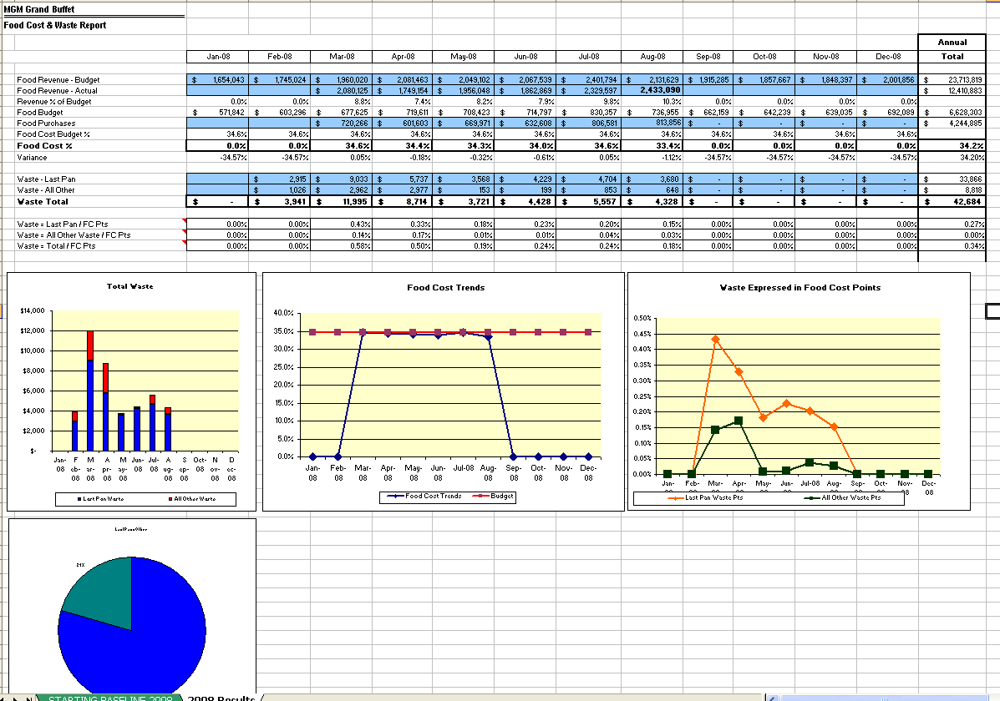 MGM Grand Buffet
Food Cost & Waste Report
Annual
Jan-08 Feb-08 Mar-08 Apr-08 May-08 Jun-08 Jul-08 Aug-08 Sep-08 Oct-08 Nov-08 Dec-08 Total
Food Revenue - Budget $ 1,654,043 $ 1,745,024 $ 1,960,020 $ 2,081,463 $ 2,049,102 $ 2,067,539 $ 2,401,794 $ 2,131,629 $ 1,915,285 $ 1,857,667 $ 1,848,397 $ 2,001,856 $ 23,713,819
Food Revenue - Actual $ 2,080,125 $ 1,749,154 $ 1,956,048 $ 1,862,869 $ 2,329,597 2,433,090 $ 12,410,883
Revenue % of Budget 0.0% 0.0% 8.8% 7.4% 8.2% 7.9% 9.8% 10.3% 0.0% 0.0% 0.0% 0.0%
Food Budget $ 571,842 $ 603,296 $ 677,625 $ 719,611 $ 708,423 $ 714,797 $ 830,357 $ 736,955 $ 662,159 $ 642,239 $ 639,035 $ 692,089 $ 6,628,303
Food Purchases $ 720,266 $ 601,603 $ 669,971 $ 632,608 $ 806,581 813,856 $ - $ - $ - $ - $ 4,244,885
Food Cost Budget % 34.6% 34.6% 34.6% 34.6% 34.6% 34.6% 34.6% 34.6% 34.6% 34.6% 34.6% 34.6%
Food Cost % 0.0% 0.0% 34.6% 34.4% 34.3% 34.0% 34.6% 33.4% 0.0% 0.0% 0.0% 0.0% 34.2%
Variance -34.57% -34.57% 0.05% -0.18% -0.32% -0.61% 0.05% -1.12% -34.57% -34.57% -34.57% -34.57% 34.20%
Waste - Last Pan $ 2,915 $ 9,033 $ 5,737 $ 3,568 $ 4,229 $ 4,704 $ 3,680 $ - $ - $ - $ - $ 33,866
Waste - All Other $ 1,026 $ 2,962 $ 2,977 $ 153 $ 199 $ 853 $ 648 $ - $ - $ - $ - $ 8,818
Waste Total $ - $ 3,941 $ 11,995 $ 8,714 $ 3,721 $ 4,428 $ 5,557 $ 4,328 $ - $ - $ - $ - $ 42,684
Waste = Last Pan / FC Pts 0.00% 0.00% 0.43% 0.33% 0.18% 0.23% 0.20% 0.15% 0.00% 0.00% 0.00% 0.00% 0.27%
Waste = All Other Waste / FC Pts 0.00% 0.00% 0.14% 0.17% 0.01% 0.01% 0.04% 0.03% 0.00% 0.00% 0.00% 0.00% 0.00%
Waste = Total / FC Pts 0.00% 0.00% 0.58% 0.50% 0.19% 0.24% 0.24% 0.18% 0.00% 0.00% 0.00% 0.00% 0.34%
Total Waste
$14,000
$12,000
$10,000
$8,000
$6,000
$4,000
$2,000
$-
Jan- F M A M Jun- Jul- A S Oct- N D
08 eb- ar- pr- ay- 08 08 ug- ep- 08 ov- ec-
08 08 08 08 08 08 08 08
Last Pan Waste All Other Waste
Food Cost Trends
40.0%
35.0%
30.0%
25.0%
20.0%
15.0%
10.0%
5.0%
0.0%
Jan- Feb- Mar- Apr- May- Jun- Jul-08 Aug- Sep- Oct- Nov- Dec-
08 08 08 08 08 08 08 08 08 08 08
Food Cost Trends Budget
Waste Expressed in Food Cost Points
0.50%
0.45%
0.40%
0.35%
0.30%
0.25%
0.20%
0.15%
0.10%
0.05%
0.00%
Jan- Feb- Mar- Apr- May- Jun- Jul-08 Aug- Sep- Oct- Nov- Dec-
08 08 08 08 08 08 08 08 08 08 08
Last Pan Waste Pts All Other Waste Pts
21%
STARTING BASELINE 2008 2008 Results